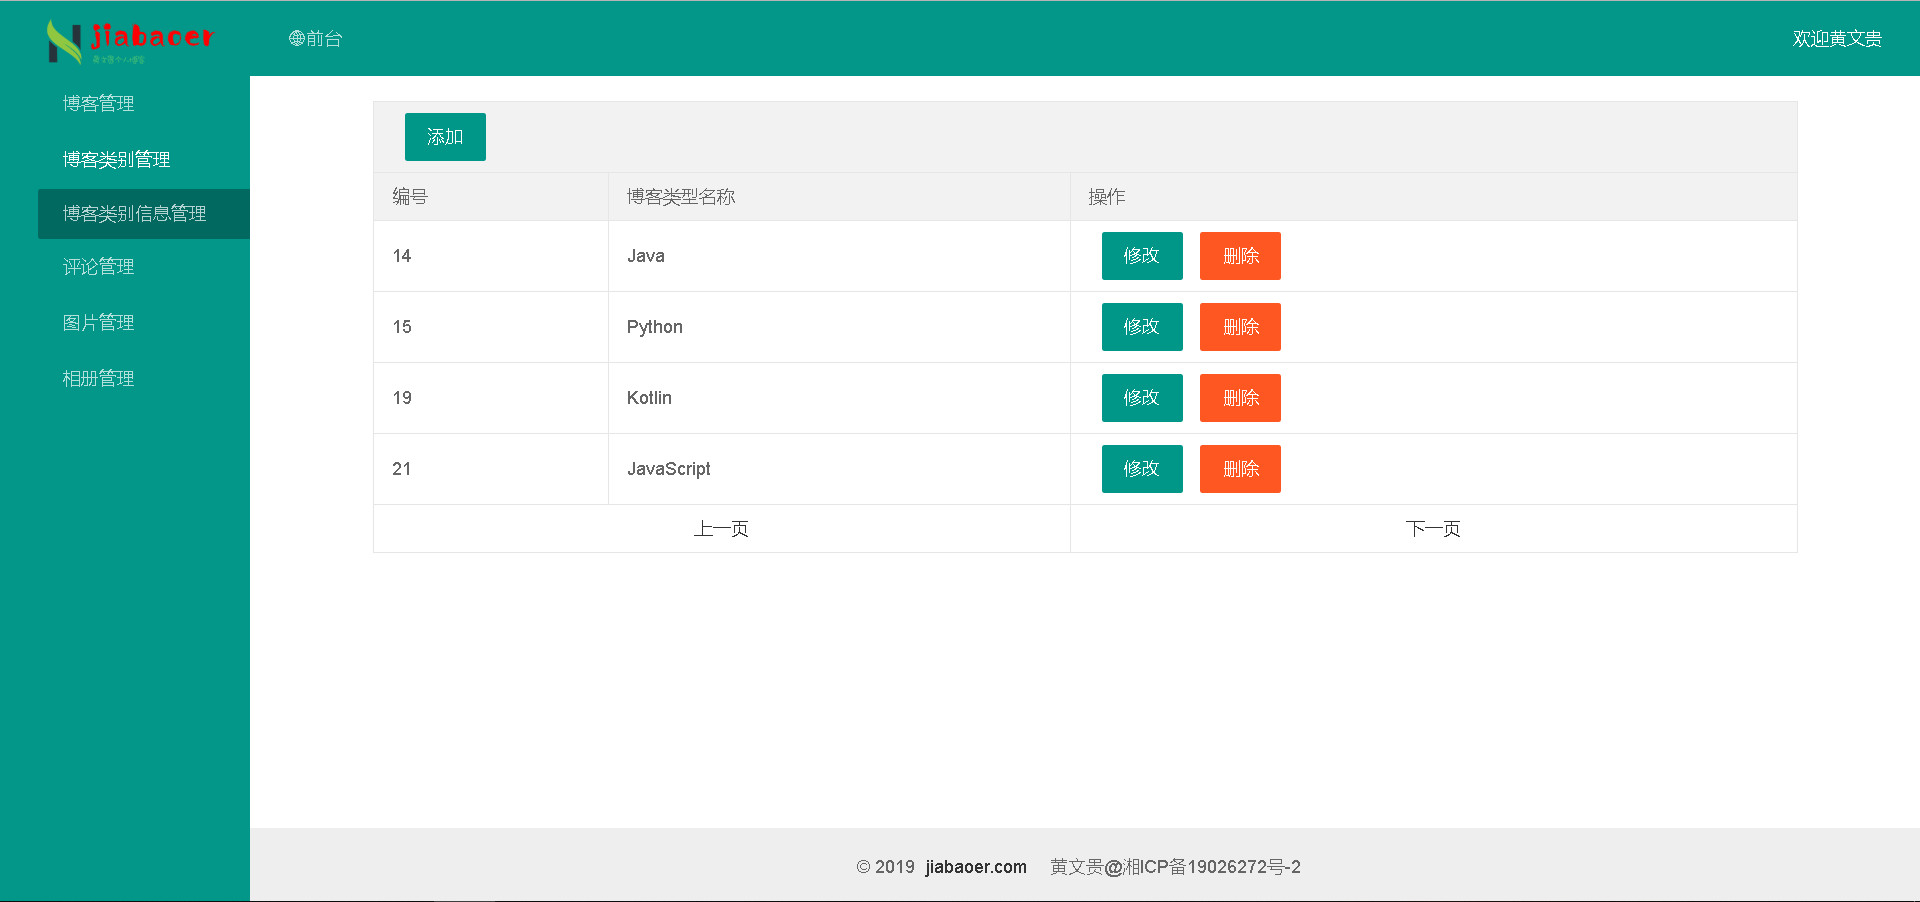 jiabaoer
前台
欢迎黄文贵
博客管理
博客类别管理
博客类别信息管理
评论管理
图片管理
相册管理
添加
编号 博客类型名称 操作
14 Java 修改 删除
15 Python 修改 删除
19 Kotlin 修改 删除
21 JavaScript 修改 删除
上一页 下一页
© 2019 jiabaoer.com 黄文贵@湘ICP备19026272号-2